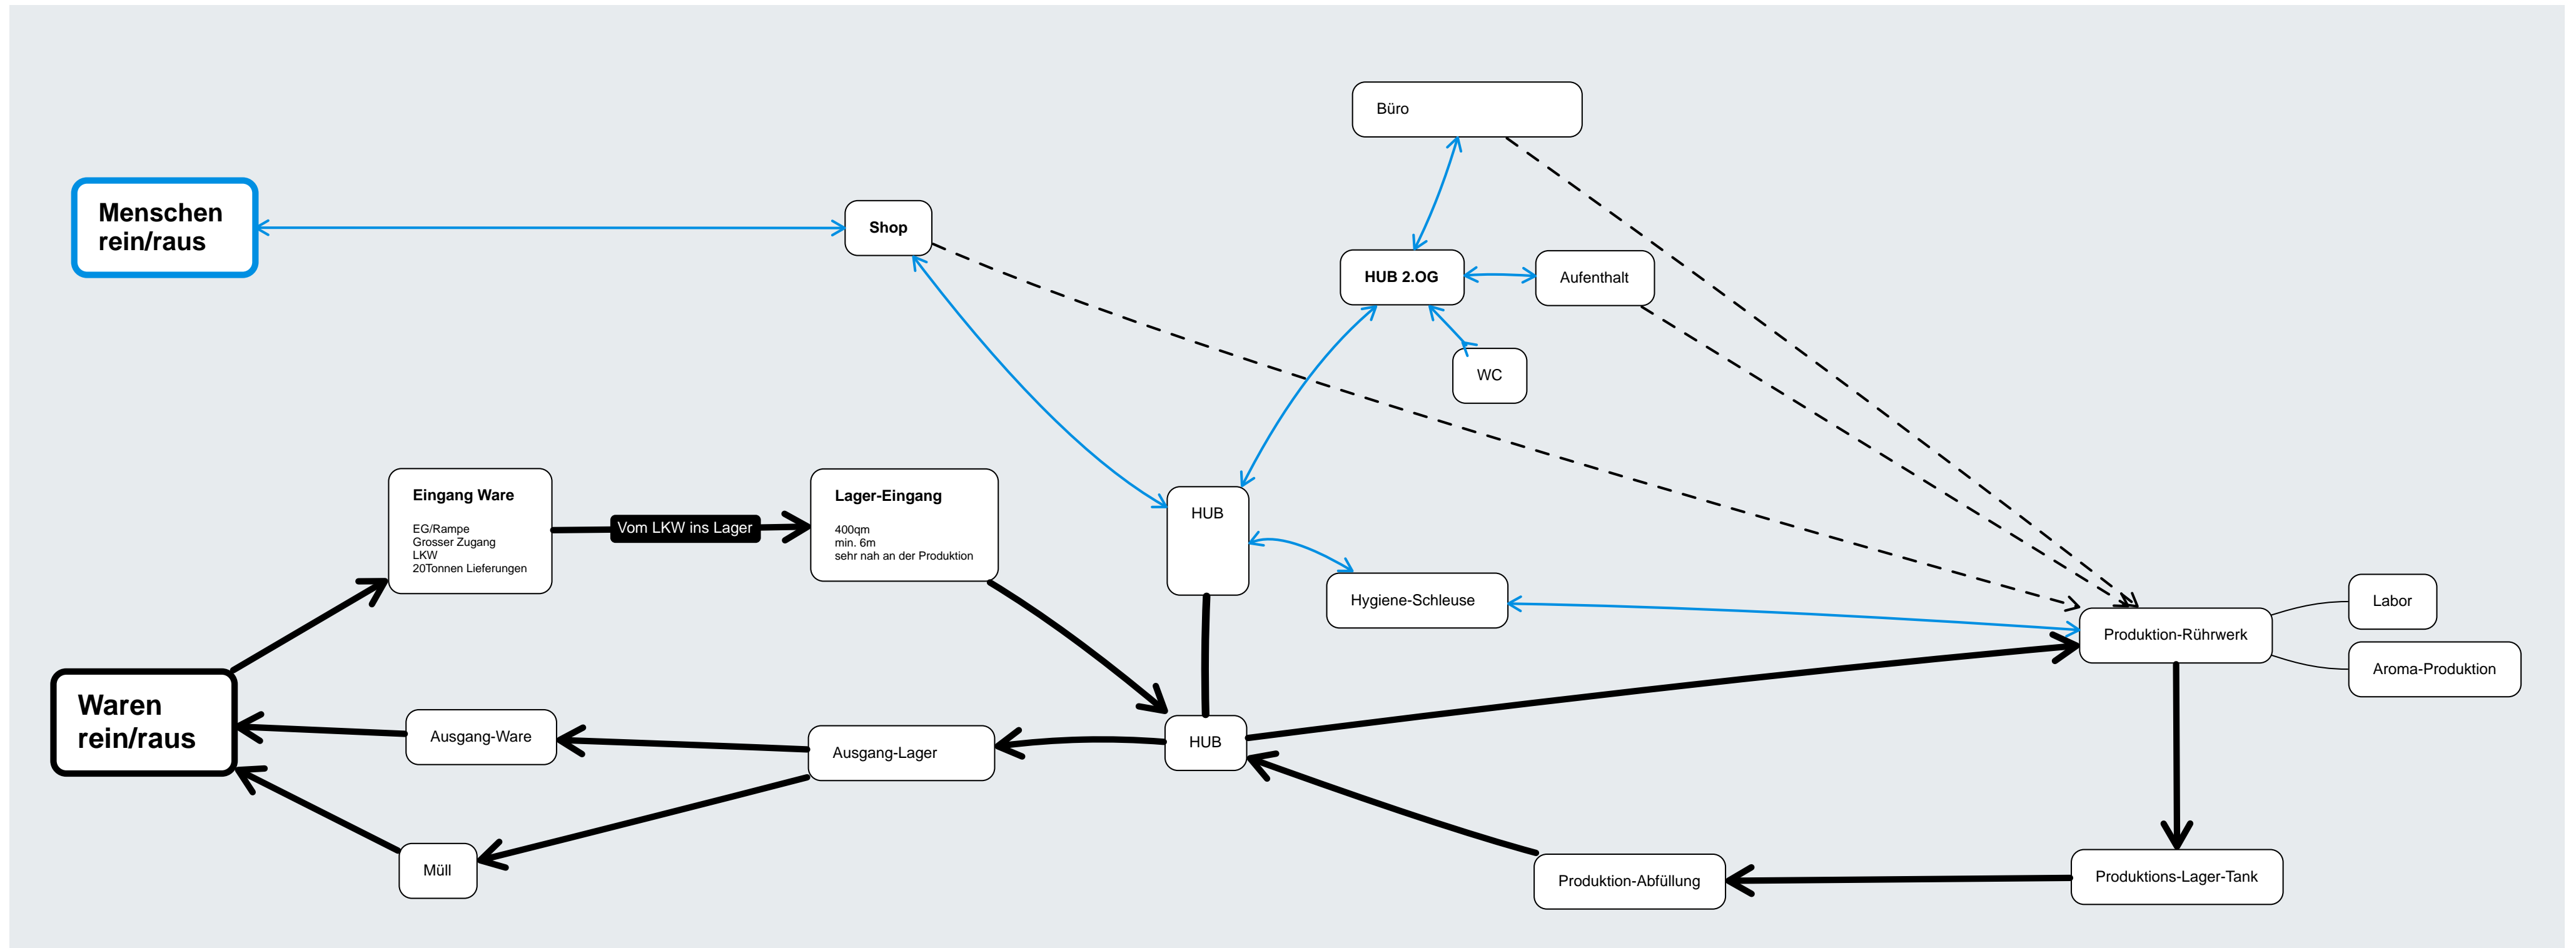 Büro
Menschen
rein/raus
Shop
HUB 2.OG
Aufenthalt
WC
Eingang Ware
EG/Rampe
Grosser Zugang
LKW
20Tonnen Lieferungen
Vom LKW ins Lager
Lager-Eingang
400qm
min. 6m
sehr nah an der Produktion
HUB
Hygiene-Schleuse
Produktion-Rührwerk
Labor
Aroma-Produktion
Waren
rein/raus
Ausgang-Ware
Ausgang-Lager
HUB
Müll
Produktion-Abfüllung
Produktions-Lager-Tank